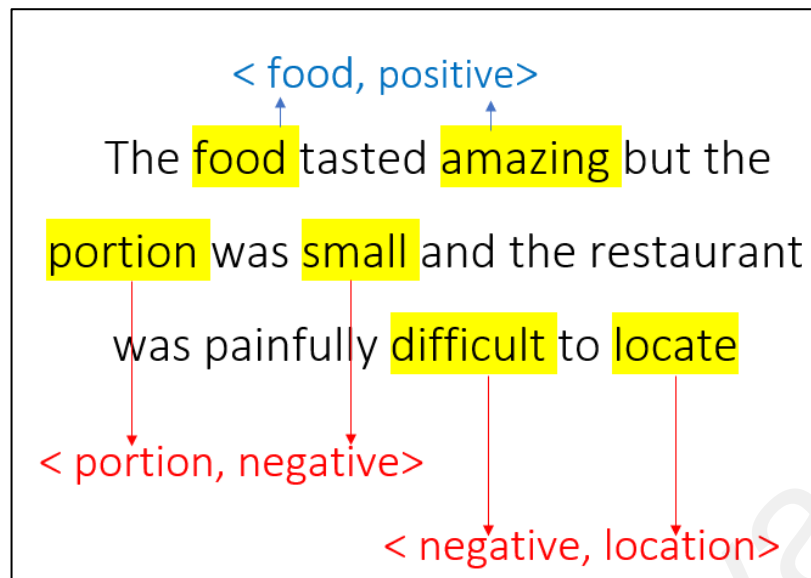 < food, positive>
The food tasted amazing but the
portion was small and the restaurant
was painfully difficult to locate
< portion, negative>
< negative, location>